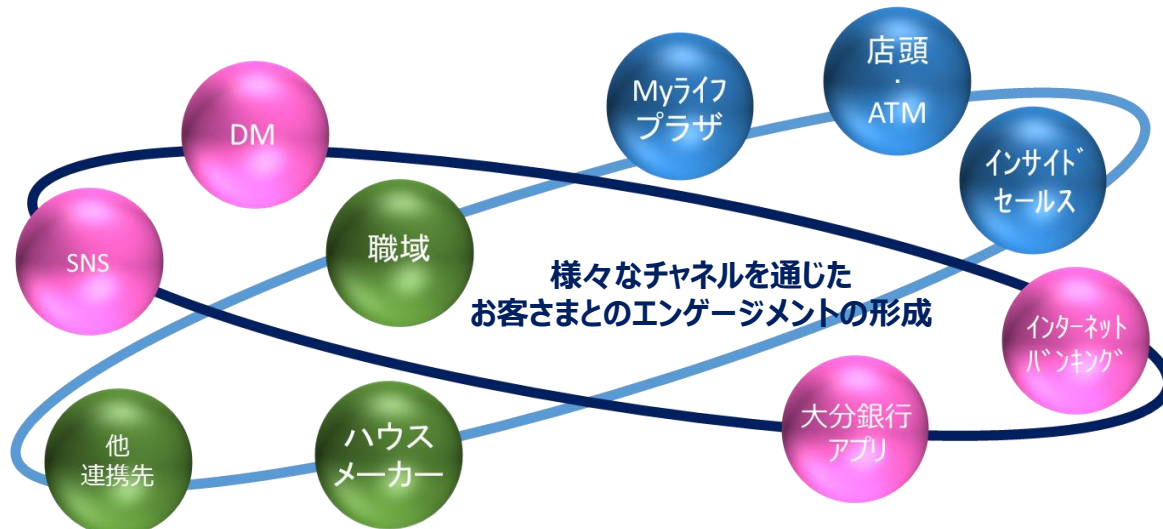 DM
SNS
職域
他
連携先
ハウス
メーカー
Myライフ
プラザ
店頭
・
ATM
インサイドﾞ
セールス
様々なチャネルを通じた
お客さまとのエンゲージメントの形成
インターネット
バンキングﾞ
大分銀行
アプリ